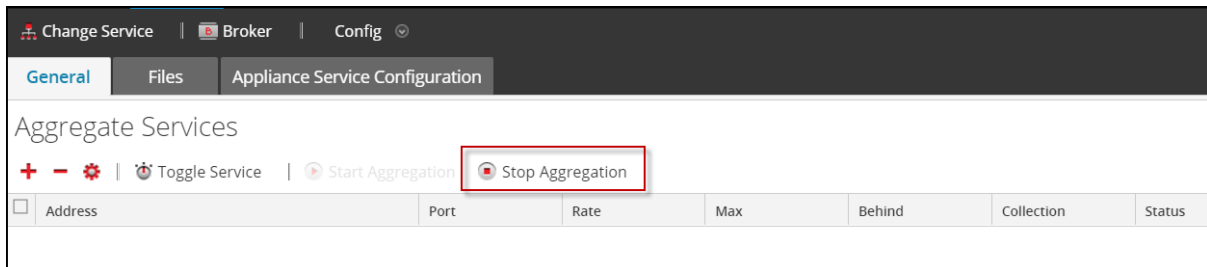 Change Service | B Broker | Config
General Files Appliance Service Configuration
Aggregate Services
Toggle Service | Start Aggregation Stop Aggregation
Address Port Rate Max Behind Collection Status